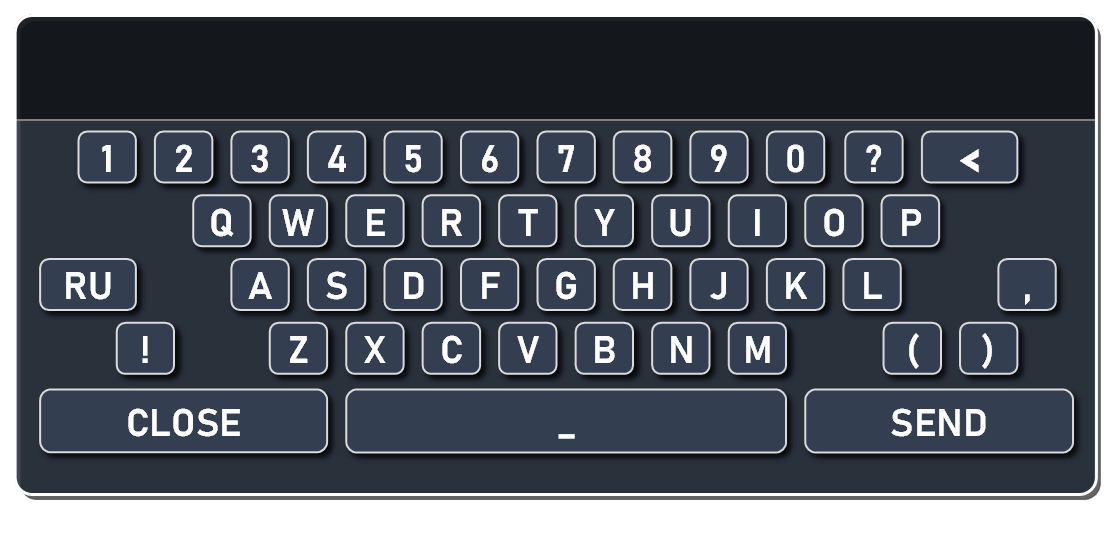 1 2 3 4 5 6 7 8 9 0 ? <
Q W E R T Y U I O P
RU A S D F G H J K L ,
! Z X C V B N M ( )
CLOSE _ SEND